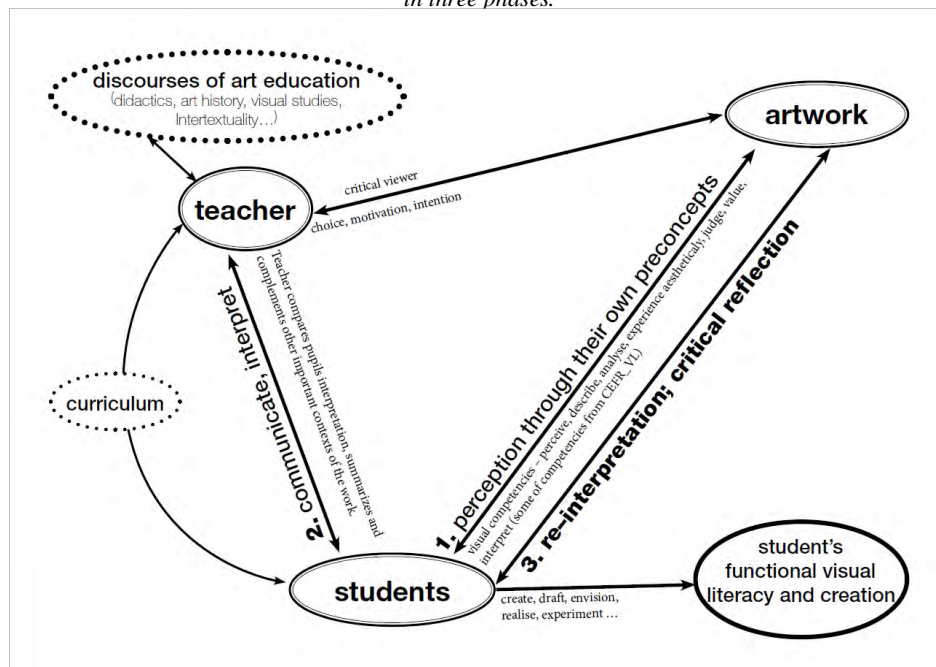 in three phases.
discourses of art education
(didactics, art history, visual studies,
Intertextuality…)
artwork
teacher
critical viewer
choice, motivation, intention
2. communicate, interpret
Teacher compares pupils interpretation, summarizes and
complements other important contexts of the work.
1. perception through their own preconcepts
visual competencies – perceive, describe, analyse, experience aestheticaly, judge, value,
interpret (some of competencies from CEFR_VL)
3. re-interpretation; critical reflection
curriculum
students
create, draft, envision,
realise, experiment …
student's
functional visual
literacy and creation